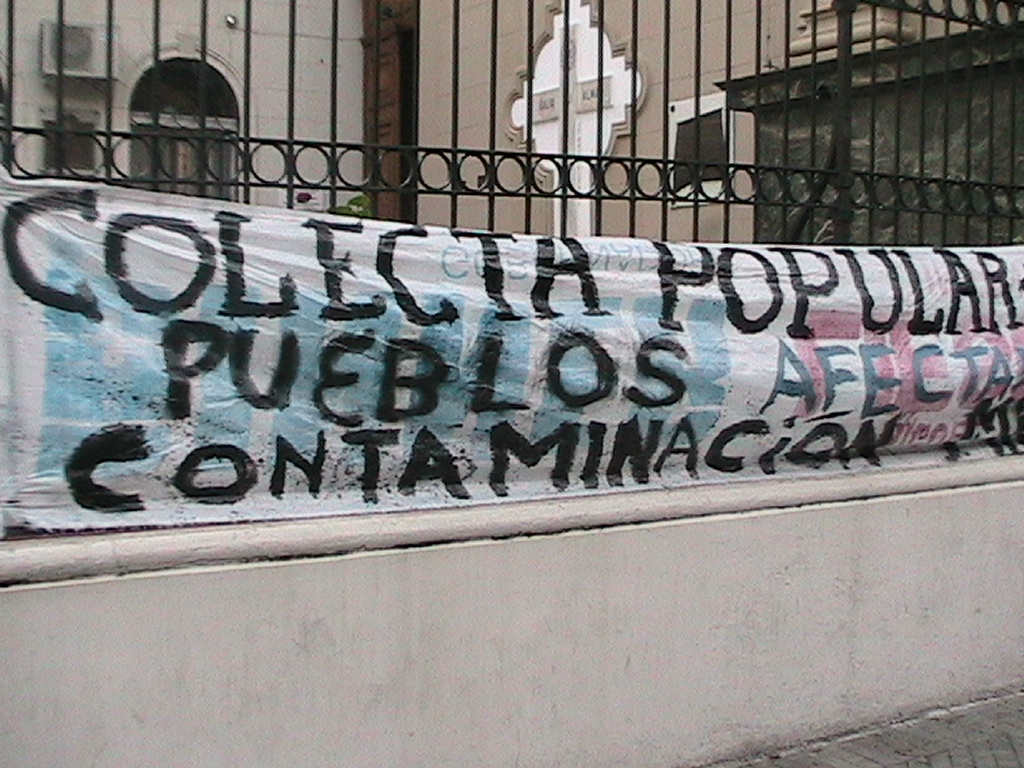 COLECTA POPULAR
PUEBLOS AFECTA
CONTAMINACIÓN